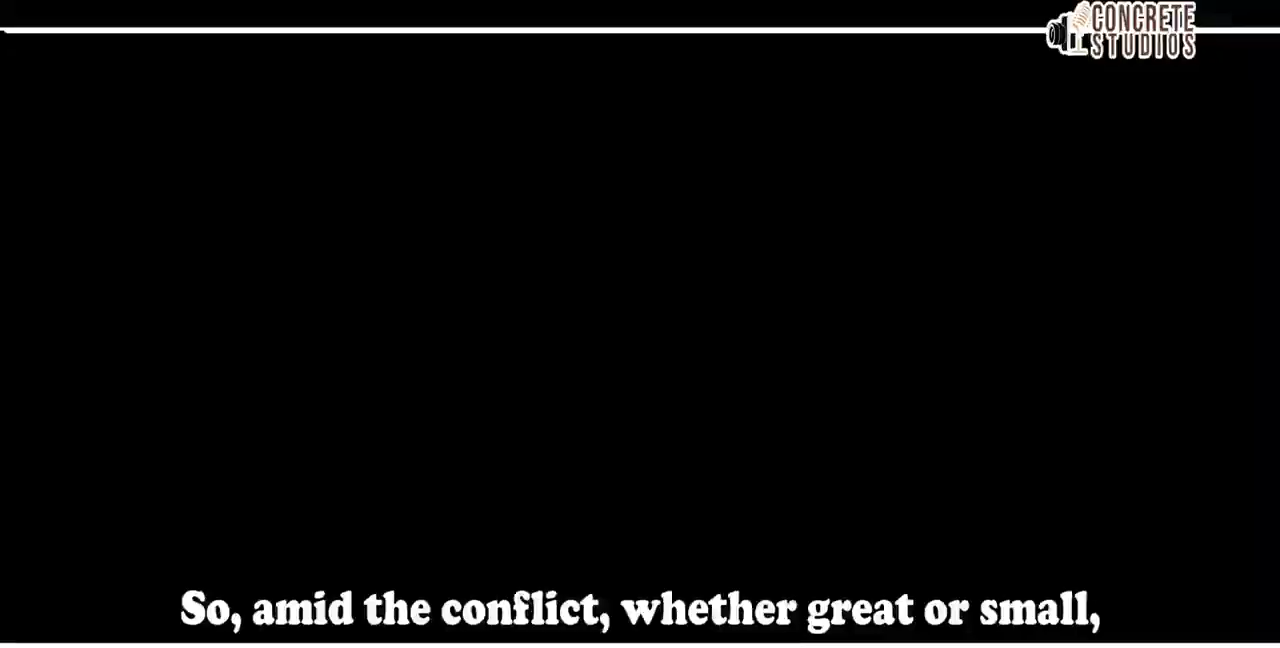 CONCRETE
STUDIOS
So, amid the conflict, whether great or small,